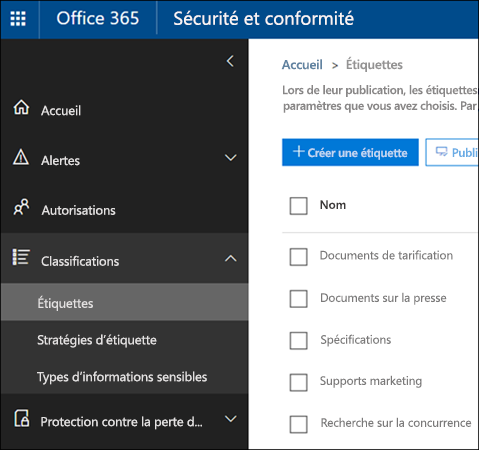 Office 365
Sécurité et conformité
Accueil
Alertes
Autorisations
Classifications
Étiquettes
Stratégies d'étiquette
Types d'informations sensibles
Protection contre la perte d...
Accueil > Étiquettes
Lors de leur publication, les étiquettes
paramètres que vous avez choisis. Par
+ Créer une étiquette
Publi
Nom
Documents de tarification
Documents sur la presse
Spécifications
Supports marketing
Recherche sur la concurrence